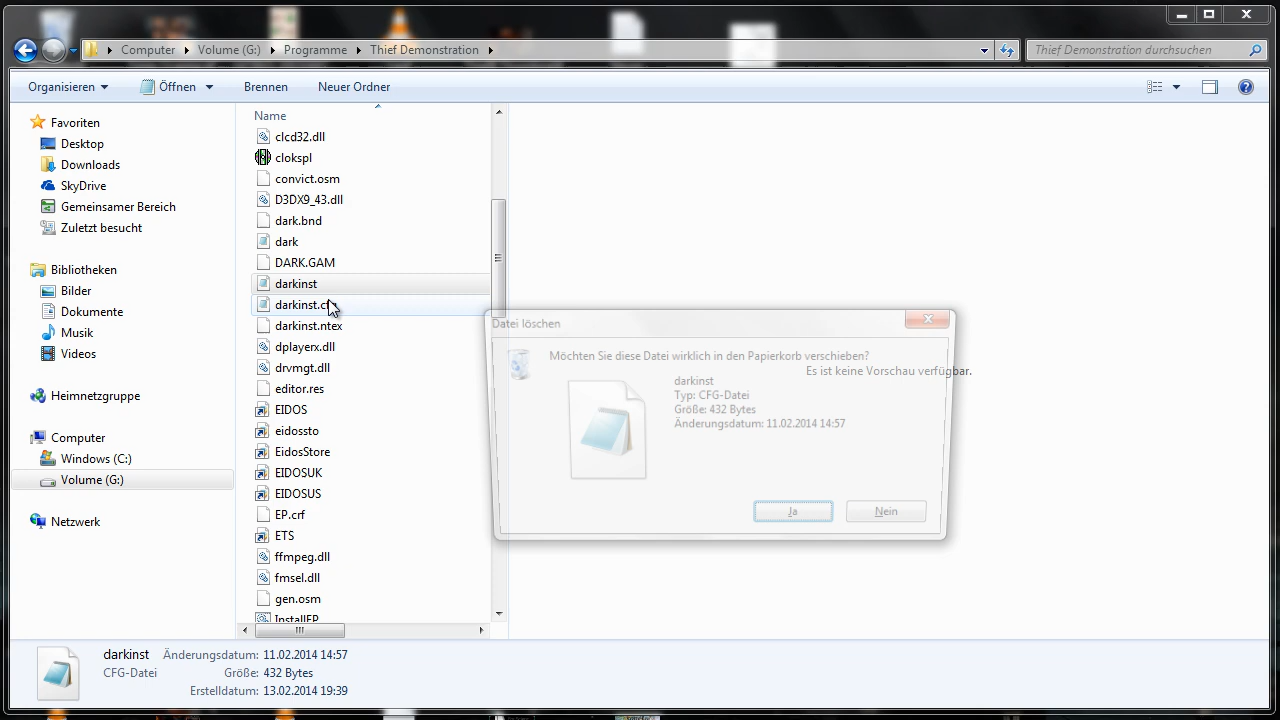 Computer Volume (G:) Programme Thief Demonstration
Thief Demonstration durchsuchen
Organisieren Öffnen Brennen Neuer Ordner
Favoriten
Desktop
Downloads
SkyDrive
Gemeinsamer Bereich
Zuletzt besucht
Bibliotheken
Bilder
Dokumente
Musik
Videos
Heimnetzgruppe
Computer
Windows (C:)
Volume (G:)
Netzwerk
Name
clcd32.dll
clokspl
convict.osm
D3DX9_43.dll
dark.bnd
dark
DARK.GAM
darkinst
darkinst.ntex
dplayerx.dll
drvmgt.dll
editor.res
EIDOS
eidossto
EidosStore
EIDOSUK
EIDOSUS
EP.crf
ETS
ffmpeg.dll
fmsel.dll
gen.osm
InstallEP
Datei löschen
Möchten Sie diese Datei wirklich in den Papierkorb verschieben?
Es ist keine Vorschau verfügbar.
darkinst
Typ: CFG-Datei
Größe: 432 Bytes
Änderungsdatum: 11.02.2014 14:57
Ja Nein
darkinst Änderungsdatum: 11.02.2014 14:57
CFG-Datei Größe: 432 Bytes
Erstelldatum: 13.02.2014 19:39